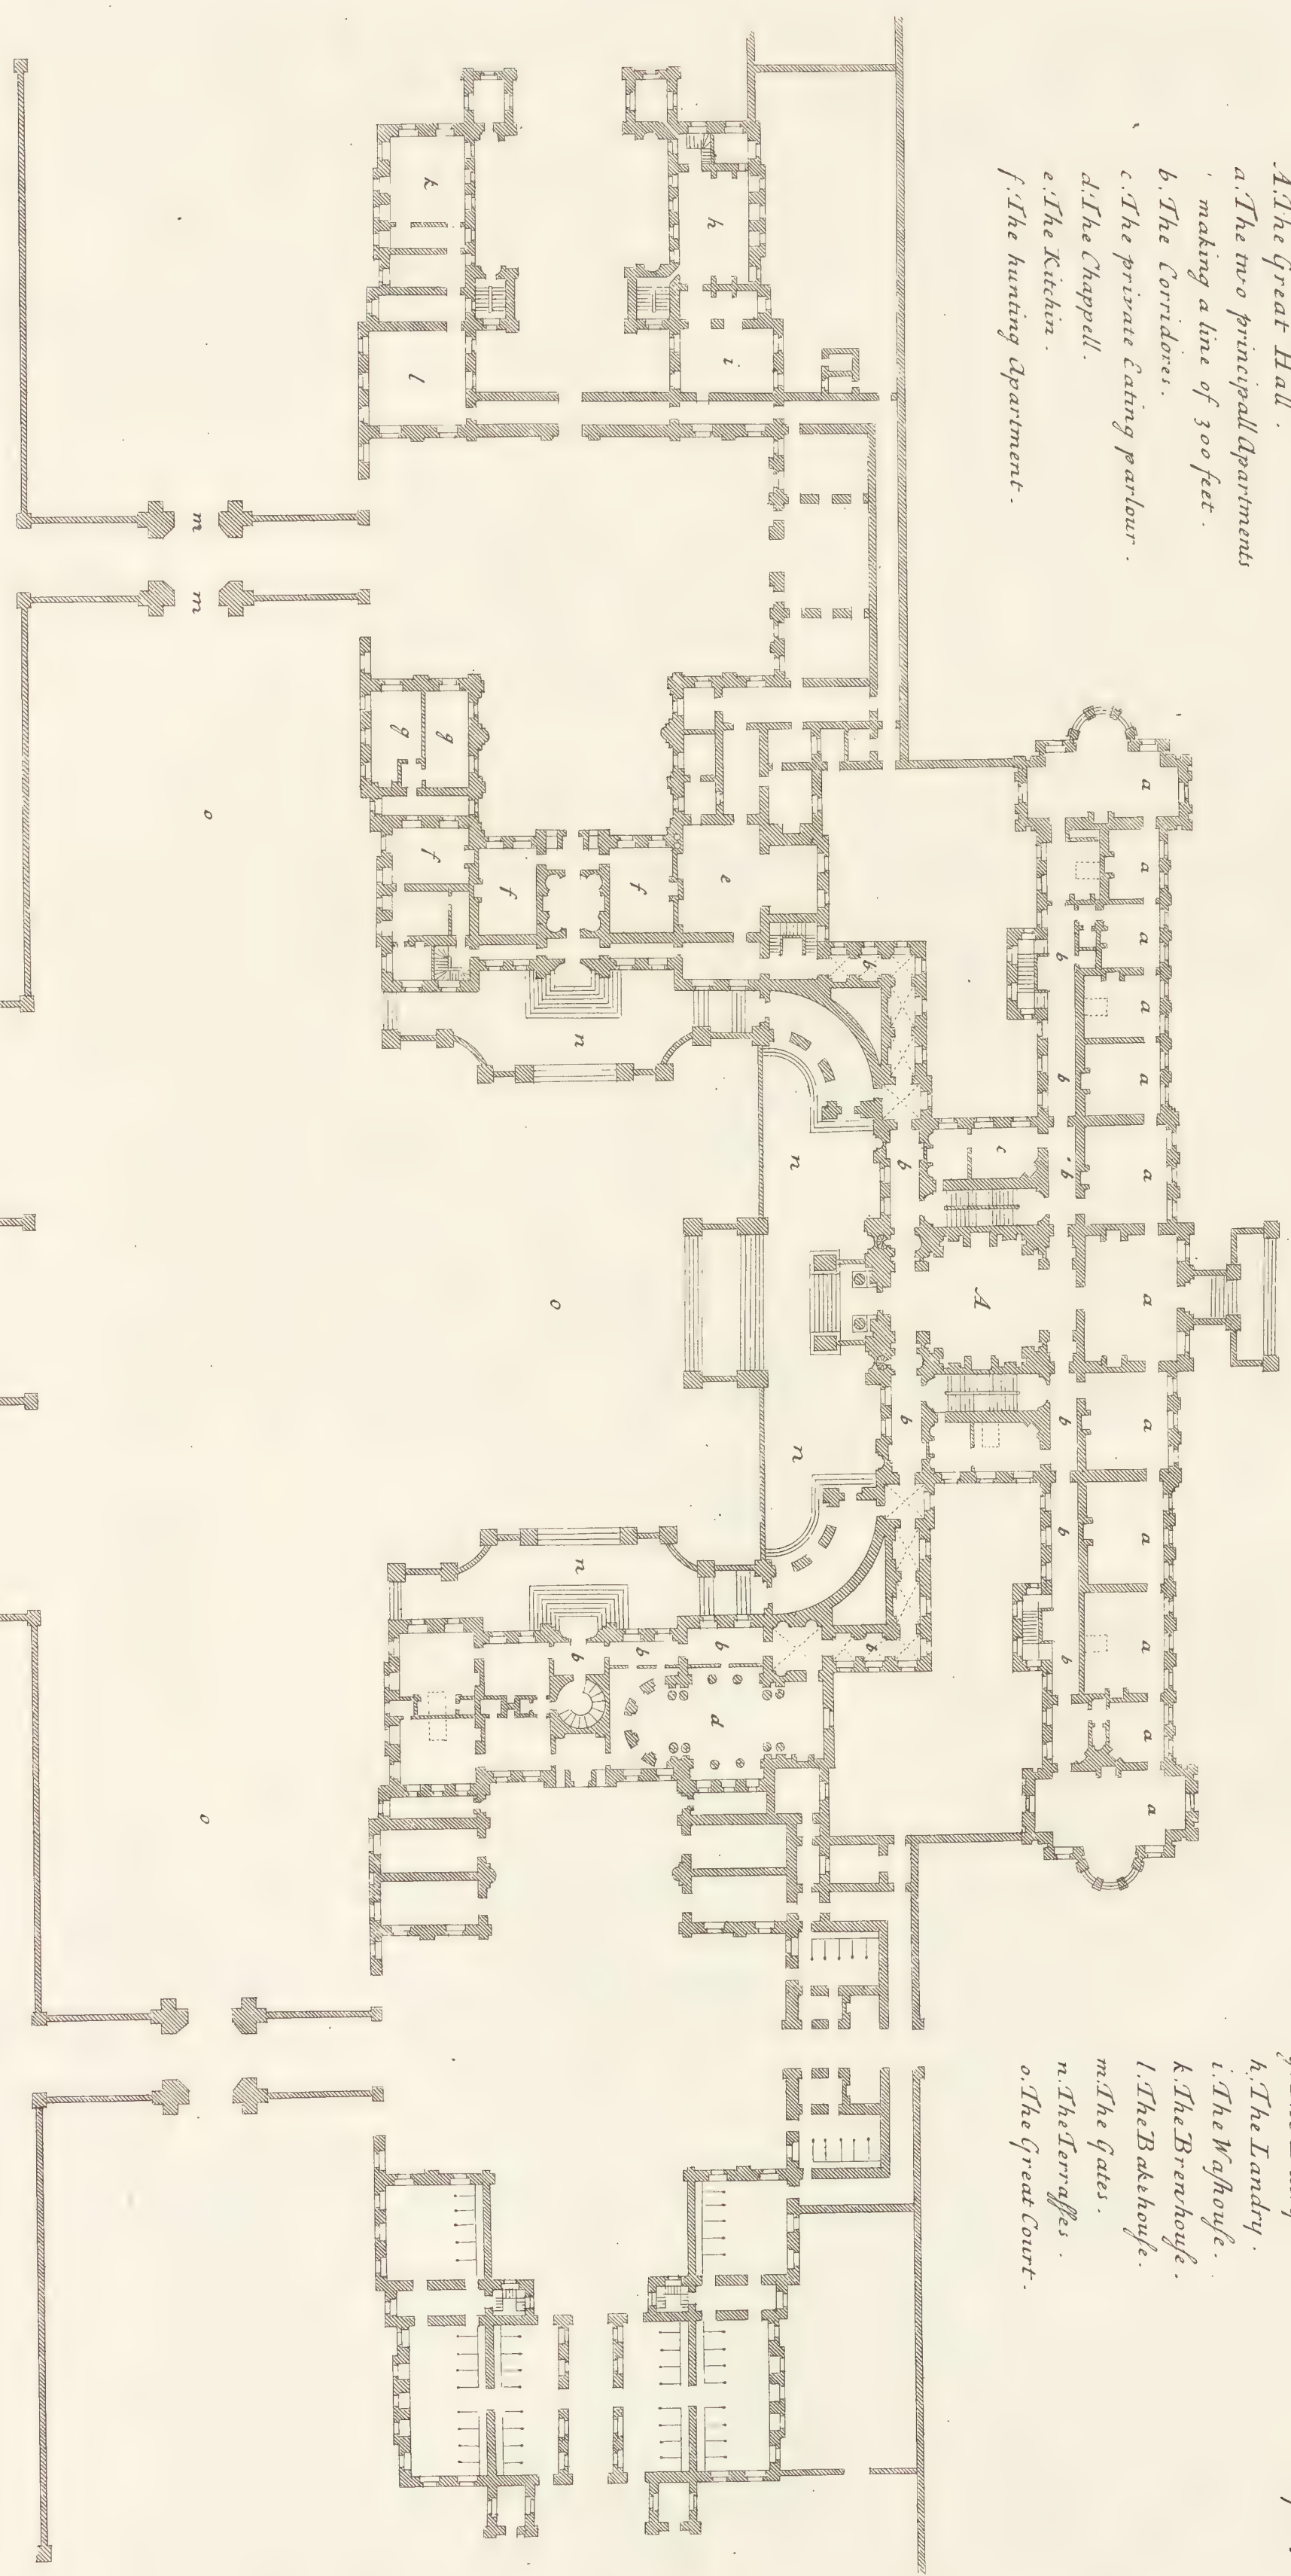 A. The Great Hall.
a. The two principall Apartments
making a line of 300 feet.
b. The Corridores.
c. The private Eating parlour.
d. The Chappell.
e. The Kitchin.
f. The hunting Apartment.
h. The Landry.
i. The Waſhouſe.
k. The Brewhouſe.
l. The Bakehouſe.
m. The Gates.
n. The Terraſſes.
o. The Great Court.
a
a a a a a a a a a a a
a
b b b b b b
A
c
b b
b b
n n
d
b b b
e
h
i
f f f
g g
k
l
n n
o
m m
o o